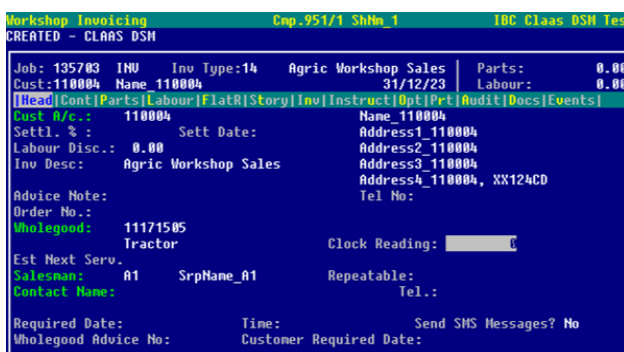 Workshop Invoicing Cmp.951/1 ShNm_1 IBC Claas DSM Tes
CREATED - CLAAS DSM
Job: 135703 INV Inv Type:14 Agric Workshop Sales Parts: 0.00
Cust:110004 Name_110004 31/12/23 Labour: 0.00
|Head|Cont|Parts|Labour|FlatR|Story|Inv|Instruct|Opt|Prt|Audit|Docs|Events|
Cust A/c.: 110004 Name_110004
Settl. % : Sett Date: Address1_110004
Labour Disc.: 0.00 Address2_110004
Inv Desc: Agric Workshop Sales Address3_110004
Address4_110004, XX124CD
Advice Note: Tel No:
Order No.:
Wholegood: 11171505
Tractor Clock Reading: 0
Est Next Serv.
Salesman: A1 SrpName_A1 Repeatable:
Contact Name: Tel.:
Required Date: Time: Send SMS Messages? No
Wholegood Advice No: Customer Required Date: